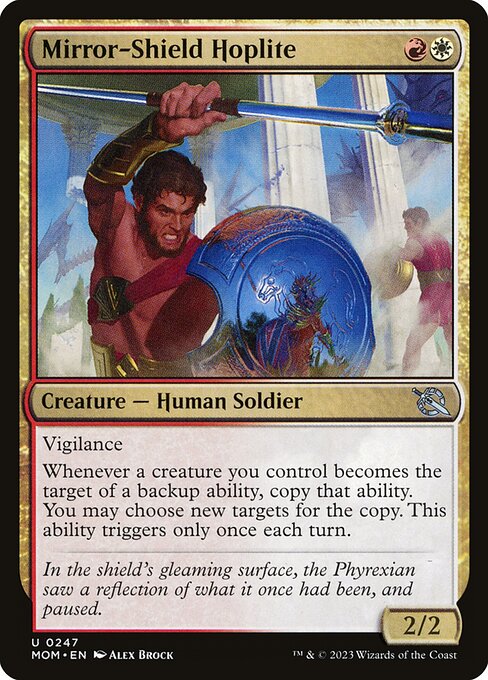 Mirror-Shield Hoplite
Creature — Human Soldier
Vigilance
Whenever a creature you control becomes the
target of a backup ability, copy that ability.
You may choose new targets for the copy. This
ability triggers only once each turn.
In the shield's gleaming surface, the Phyrexian
saw a reflection of what it once had been, and
paused.
2/2
U 0247
MOM • EN ALEX BROCK
™ & © 2023 Wizards of the Coast